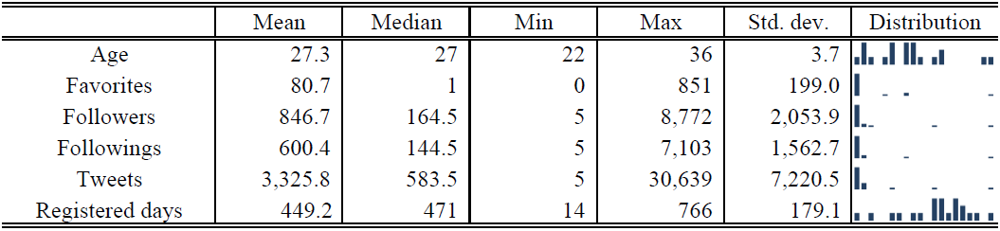 Mean Median Min Max Std. dev. Distribution
Age 27.3 27 22 36 3.7
Favorites 80.7 1 0 851 199.0
Followers 846.7 164.5 5 8,772 2,053.9
Followings 600.4 144.5 5 7,103 1,562.7
Tweets 3,325.8 583.5 5 30,639 7,220.5
Registered days 449.2 471 14 766 179.1